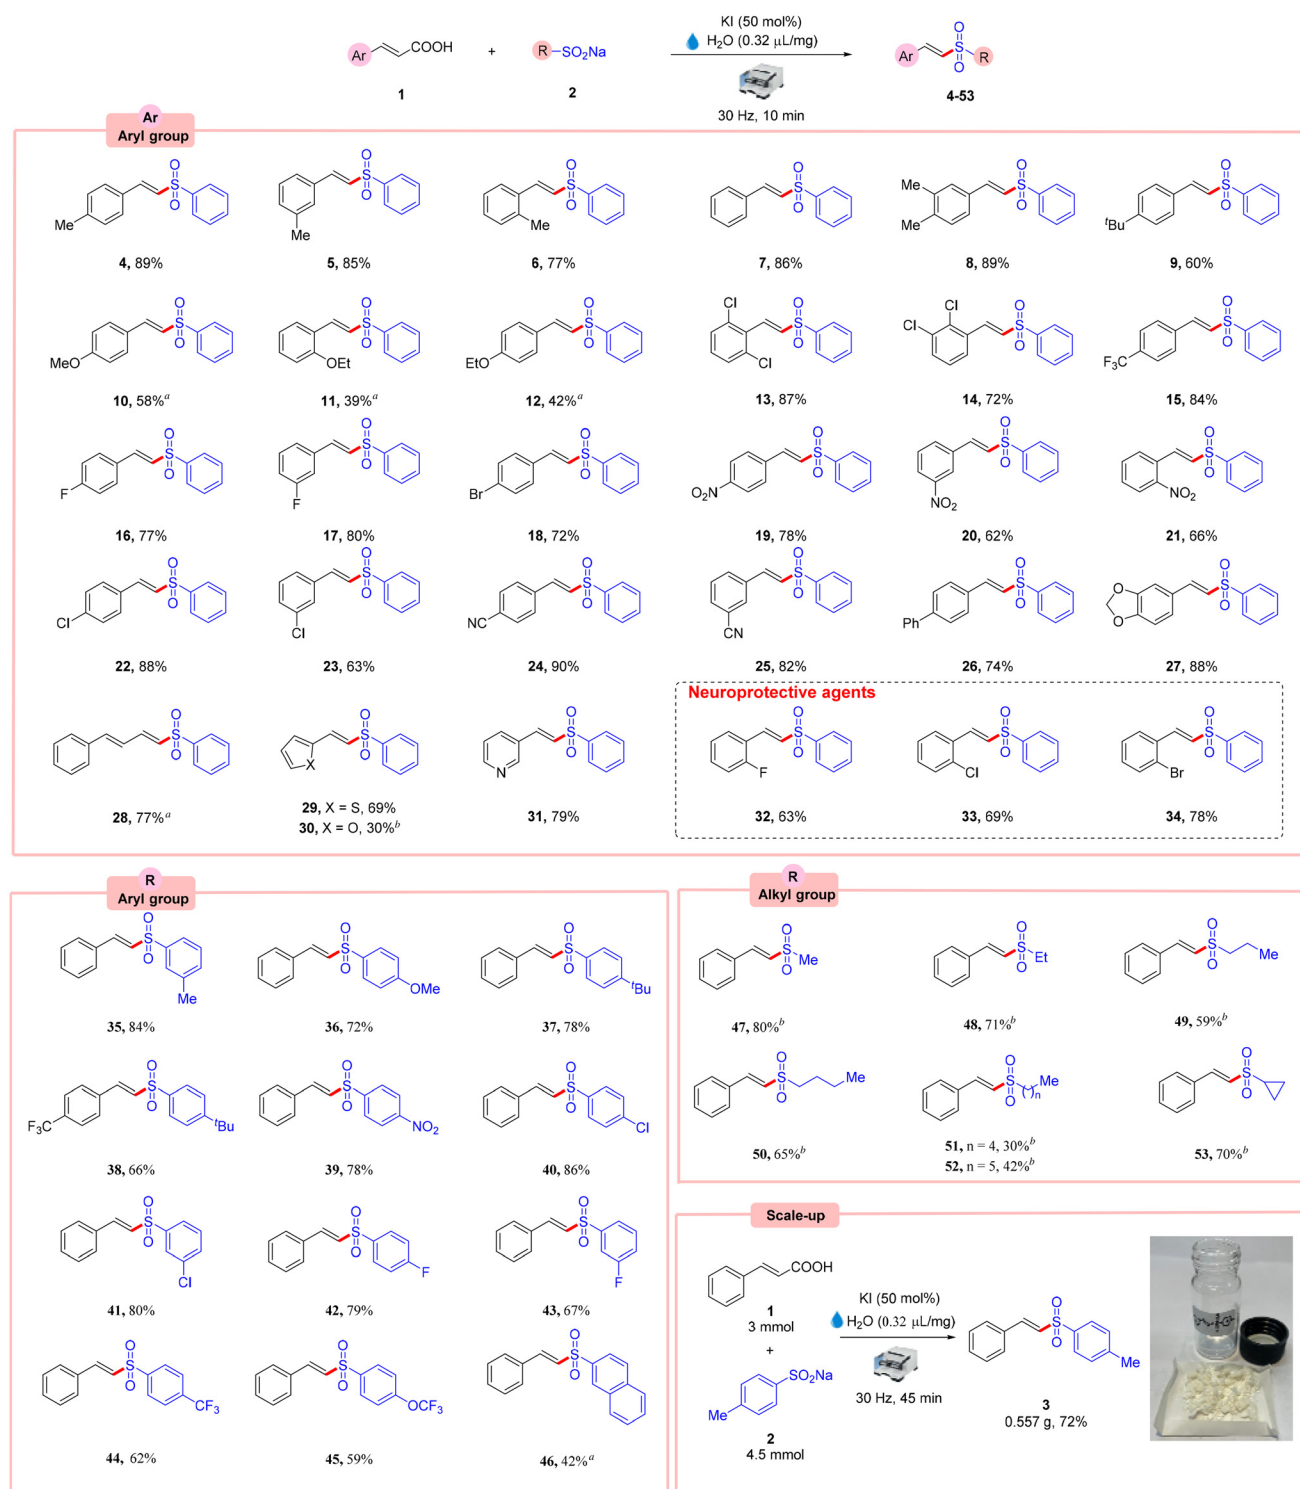 Ar COOH
1
+
R SO₂Na
2
KI (50 mol%)
H₂O (0.32 µL/mg)
30 Hz, 10 min
Ar S O O R
4-53
Ar
Aryl group
Me S O O
4, 89%
Me S O O
5, 85%
Me S O O
6, 77%
S O O
7, 86%
Me Me S O O
8, 89%
ᵗBu S O O
9, 60%
MeO S O O
10, 58%ᵃ
OEt S O O
11, 39%ᵃ
EtO S O O
12, 42%ᵃ
Cl Cl S O O
13, 87%
Cl Cl S O O
14, 72%
F₃C S O O
15, 84%
F S O O
16, 77%
F S O O
17, 80%
Br S O O
18, 72%
O₂N S O O
19, 78%
NO₂ S O O
20, 62%
NO₂ S O O
21, 66%
Cl S O O
22, 88%
Cl S O O
23, 63%
NC S O O
24, 90%
CN S O O
25, 82%
Ph S O O
26, 74%
O O S O O
27, 88%
S O O
28, 77%ᵃ
X S O O
29, X = S, 69%
30, X = O, 30%ᵇ
N S O O
31, 79%
Neuroprotective agents
F S O O
32, 63%
Cl S O O
33, 69%
Br S O O
34, 78%
R
Aryl group
S O O Me
35, 84%
S O O OMe
36, 72%
S O O ᵗBu
37, 78%
F₃C S O O ᵗBu
38, 66%
S O O NO₂
39, 78%
S O O Cl
40, 86%
S O O Cl
41, 80%
S O O F
42, 79%
S O O F
43, 67%
S O O CF₃
44, 62%
S O O OCF₃
45, 59%
S O O
46, 42%ᵃ
R
Alkyl group
S O O Me
47, 80%ᵇ
S O O Et
48, 71%ᵇ
S O O Me
49, 59%ᵇ
S O O Me
50, 65%ᵇ
S O O ( )n Me
51, n = 4, 30%ᵇ
52, n = 5, 42%ᵇ
S O O
53, 70%ᵇ
Scale-up
COOH
1
3 mmol
+
SO₂Na
Me
2
4.5 mmol
KI (50 mol%)
H₂O (0.32 µL/mg)
30 Hz, 45 min
S O O Me
3
0.557 g, 72%